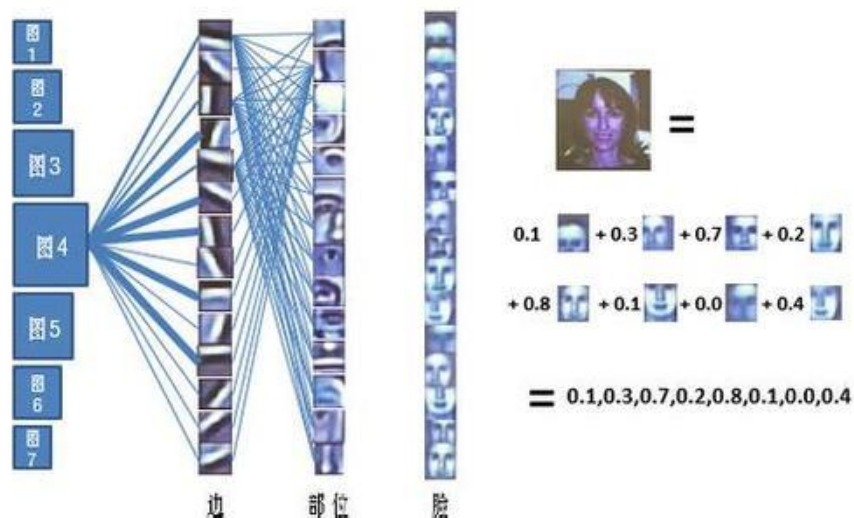 图
1
图
2
图3
图4
图5
图
6
图
7
边
部位
脸
=
0.1 + 0.3 + 0.7 + 0.2
+ 0.8 + 0.1 + 0.0 + 0.4
= 0.1,0.3,0.7,0.2,0.8,0.1,0.0,0.4